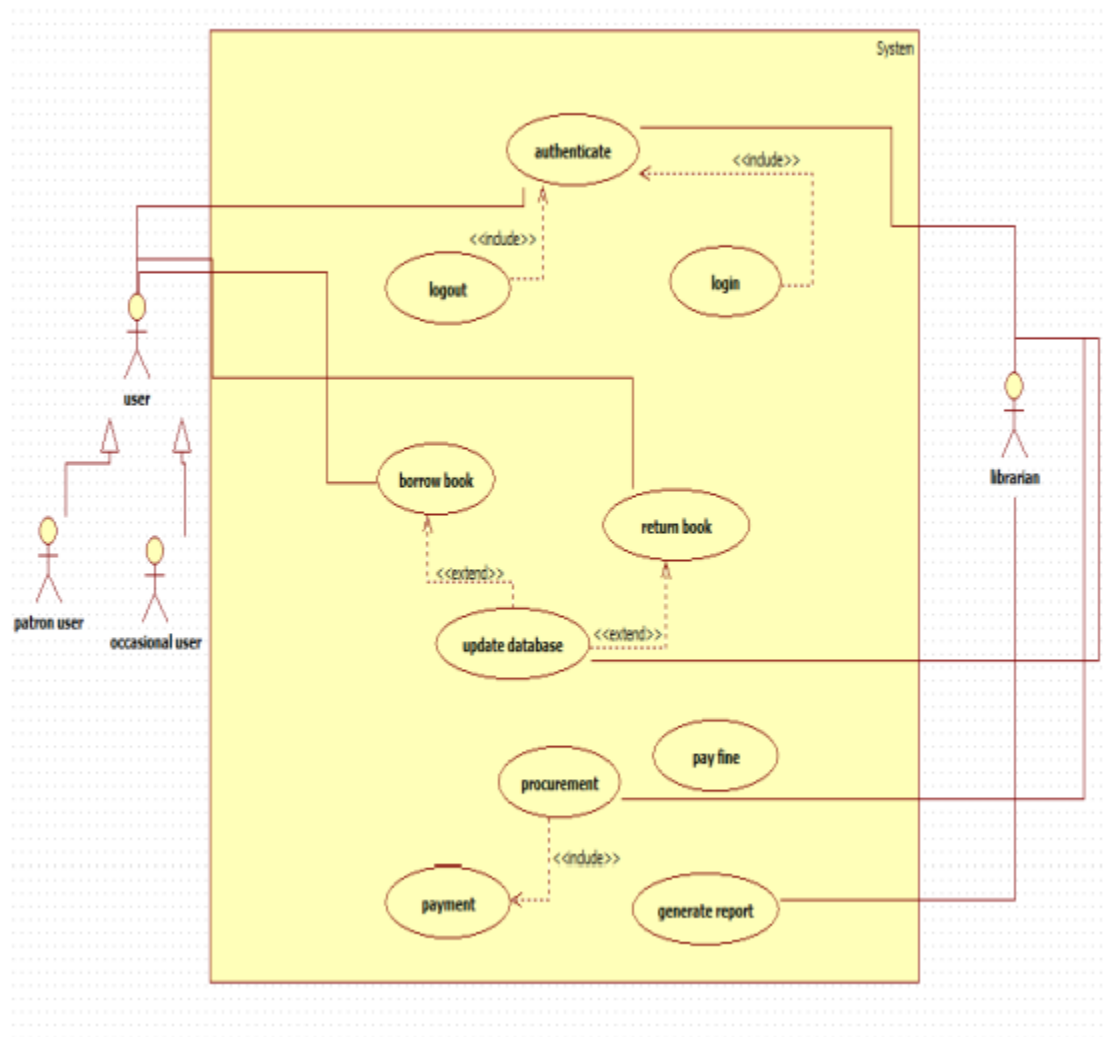 System
authenticate
<<include>>
<<include>>
logout
login
user
borrow book
return book
librarian
<<extend>>
patron user
occasional user
update database
<<extend>>
pay fine
procurement
<<include>>
payment
generate report